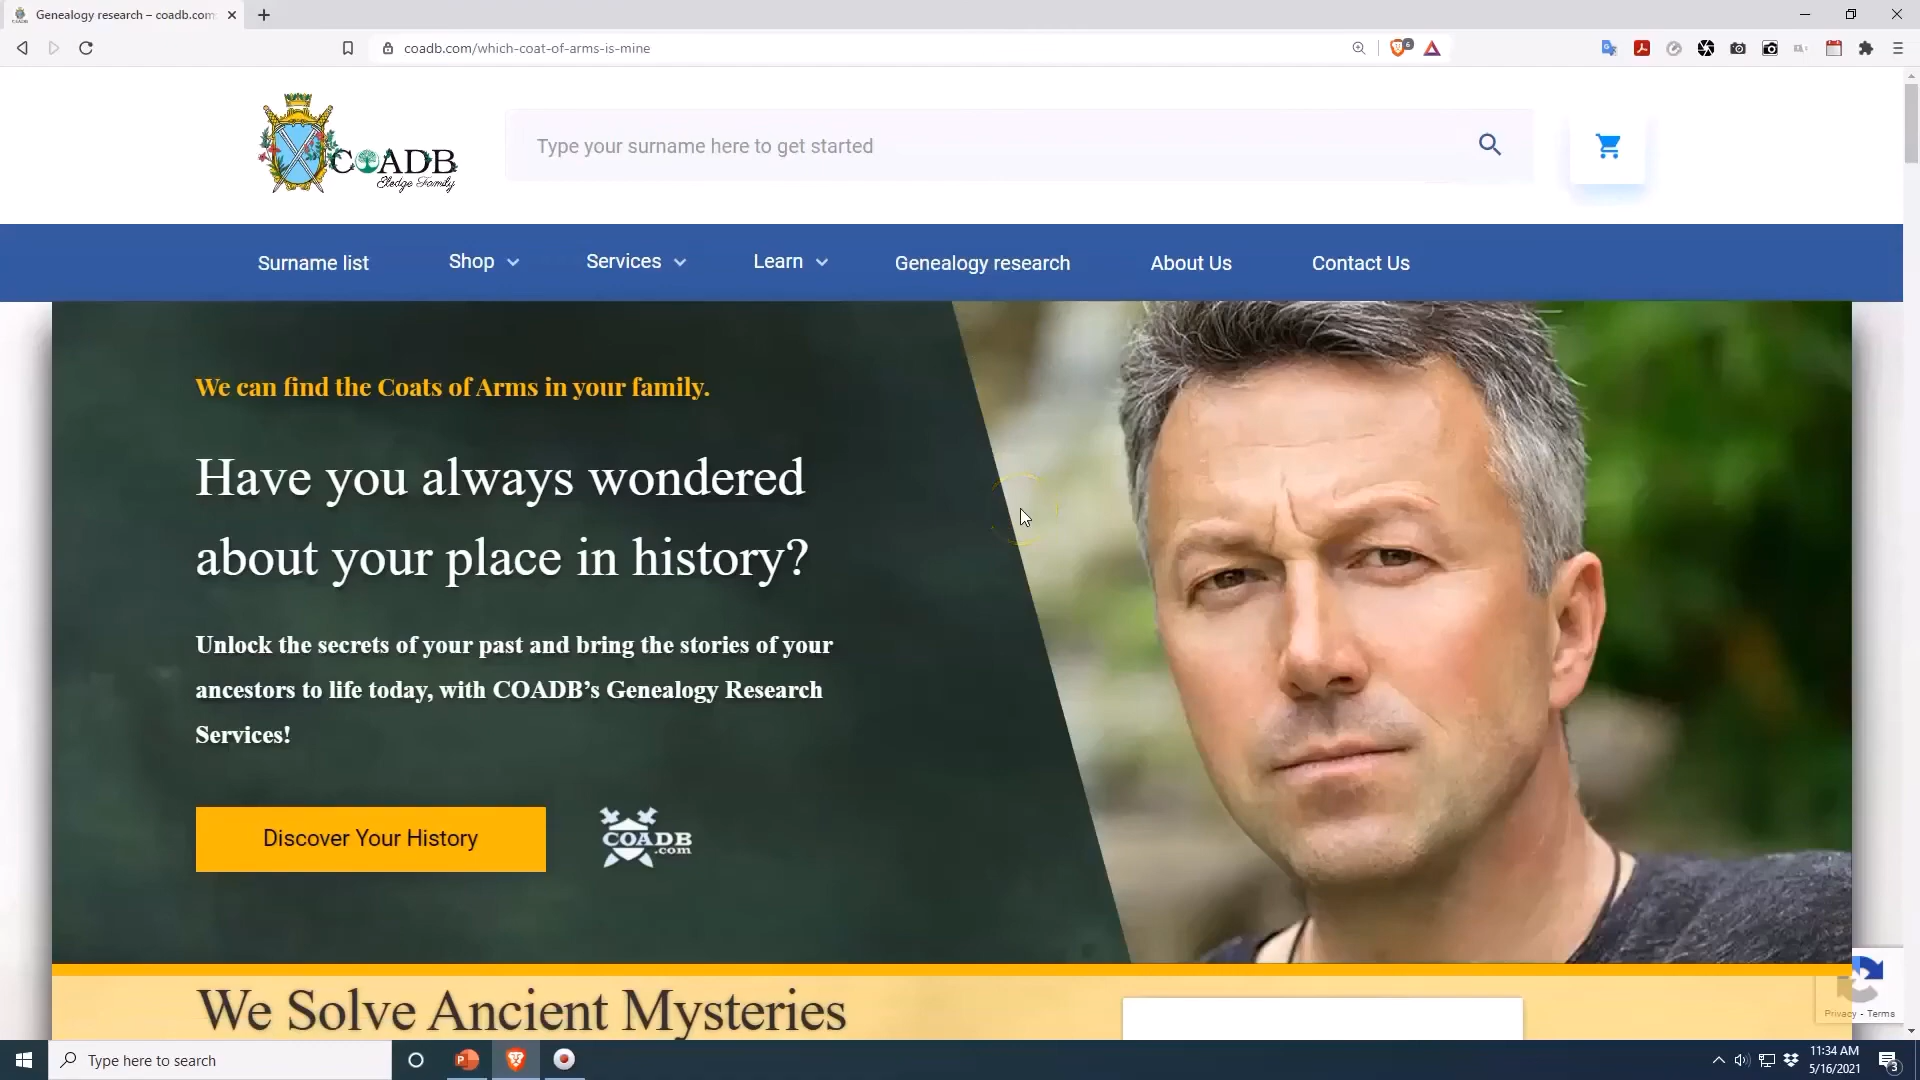 Genealogy research – coadb.com
coadb.com/which-coat-of-arms-is-mine
6
COADB
Elledge Family
Type your surname here to get started
Surname list
Shop
Services
Learn
Genealogy research
About Us
Contact Us
We can find the Coats of Arms in your family.
Have you always wondered
about your place in history?
Unlock the secrets of your past and bring the stories of your
ancestors to life today, with COADB’s Genealogy Research
Services!
Discover Your History
COADB
.com
We Solve Ancient Mysteries
Privacy - Terms
Type here to search
11:34 AM
5/16/2021
3